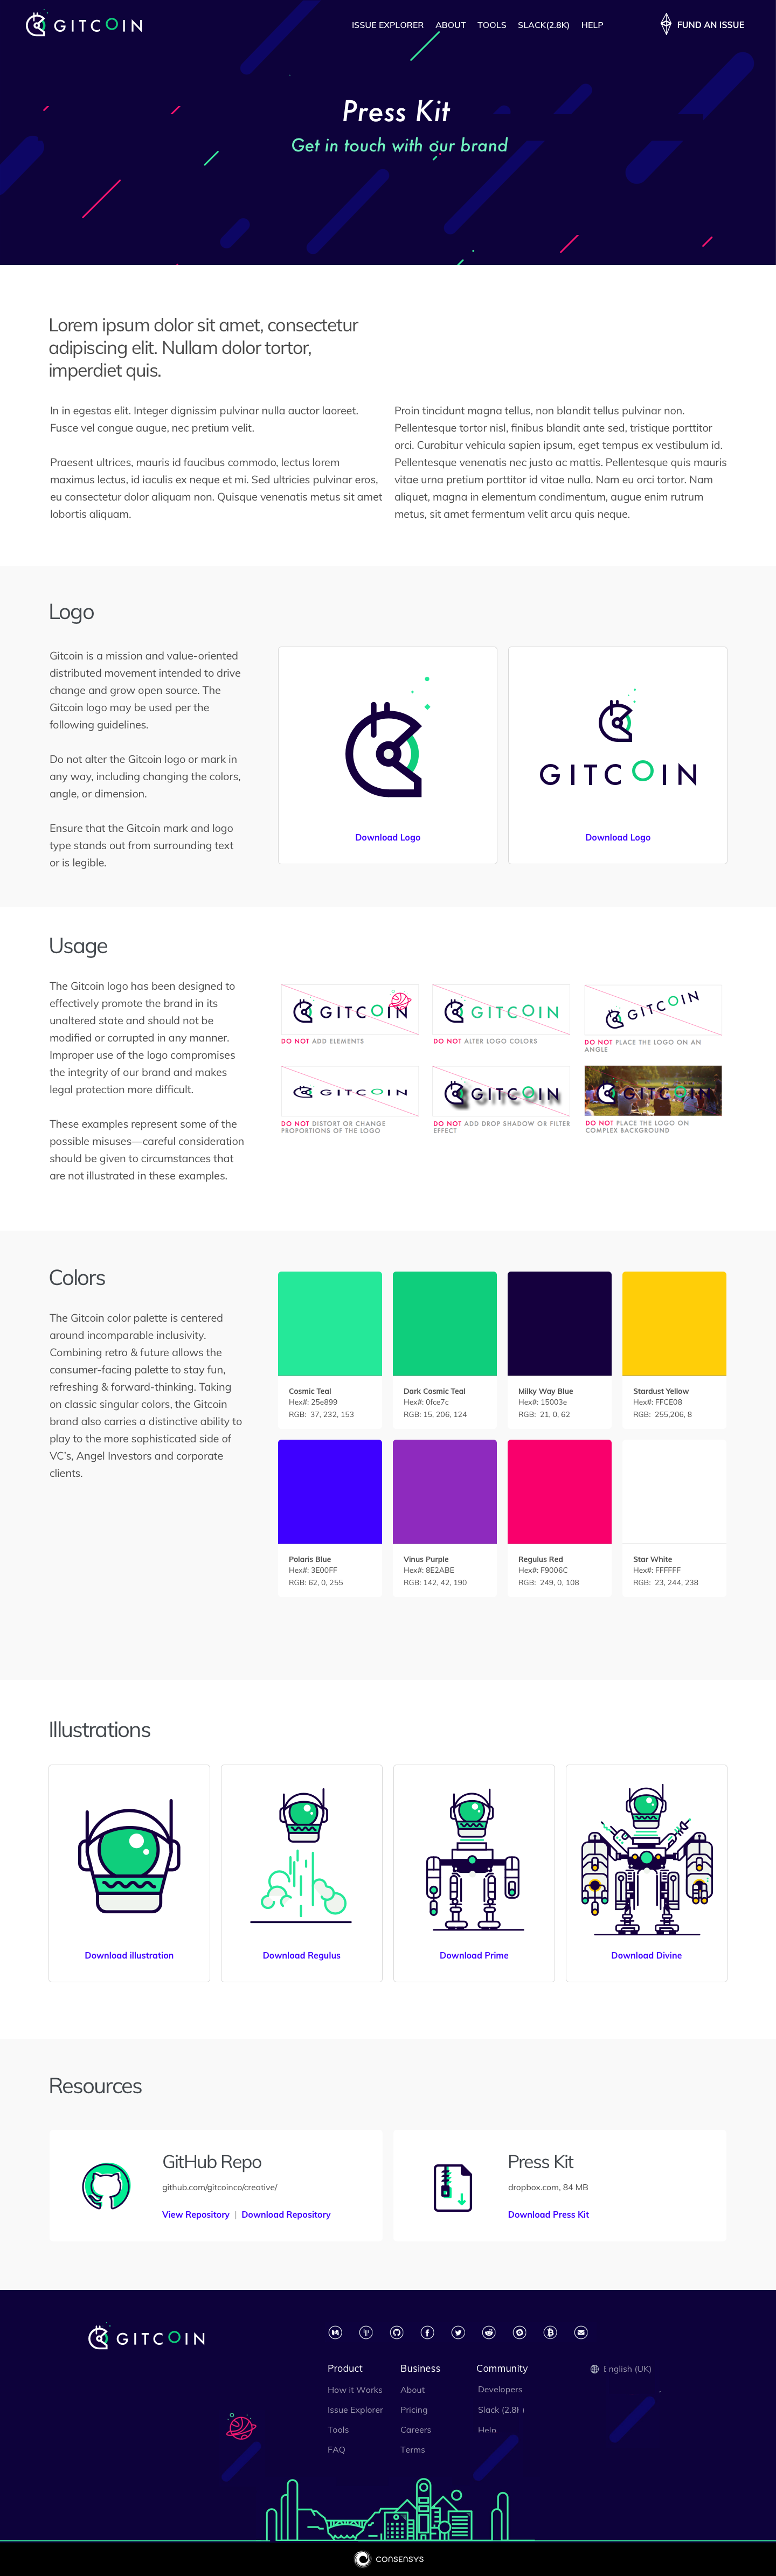 GITCOIN
ISSUE EXPLORER ABOUT TOOLS SLACK(2.8K) HELP
FUND AN ISSUE
Press Kit
Get in touch with our brand
Lorem ipsum dolor sit amet, consectetur
adipiscing elit. Nullam dolor tortor,
imperdiet quis.
In in egestas elit. Integer dignissim pulvinar nulla auctor laoreet.
Fusce vel congue augue, nec pretium velit.
Praesent ultrices, mauris id faucibus commodo, lectus lorem
maximus lectus, id iaculis ex neque et mi. Sed ultricies pulvinar eros,
eu consectetur dolor aliquam non. Quisque venenatis metus sit amet
lobortis aliquam.
Proin tincidunt magna tellus, non blandit tellus pulvinar non.
Pellentesque tortor nisl, finibus blandit ante sed, tristique porttitor
orci. Curabitur vehicula sapien ipsum, eget tempus ex vestibulum id.
Pellentesque venenatis nec justo ac mattis. Pellentesque quis mauris
vitae urna pretium porttitor id vitae nulla. Nam eu orci tortor. Nam
aliquet, magna in elementum condimentum, augue enim rutrum
metus, sit amet fermentum velit arcu quis neque.
Logo
Gitcoin is a mission and value-oriented
distributed movement intended to drive
change and grow open source. The
Gitcoin logo may be used per the
following guidelines.
Do not alter the Gitcoin logo or mark in
any way, including changing the colors,
angle, or dimension.
Ensure that the Gitcoin mark and logo
type stands out from surrounding text
or is legible.
Download Logo
GITCOIN
Download Logo
Usage
The Gitcoin logo has been designed to
effectively promote the brand in its
unaltered state and should not be
modified or corrupted in any manner.
Improper use of the logo compromises
the integrity of our brand and makes
legal protection more difficult.
These examples represent some of the
possible misuses—careful consideration
should be given to circumstances that
are not illustrated in these examples.
GITCOIN
DO NOT ADD ELEMENTS
GITCOIN
DO NOT ALTER LOGO COLORS
GITCOIN
DO NOT PLACE THE LOGO ON AN
ANGLE
GITCOIN
DO NOT DISTORT OR CHANGE
PROPORTIONS OF THE LOGO
GITCOIN
DO NOT ADD DROP SHADOW OR FILTER
EFFECT
GITCOIN
DO NOT PLACE THE LOGO ON
COMPLEX BACKGROUND
Colors
The Gitcoin color palette is centered
around incomparable inclusivity.
Combining retro & future allows the
consumer-facing palette to stay fun,
refreshing & forward-thinking. Taking
on classic singular colors, the Gitcoin
brand also carries a distinctive ability to
play to the more sophisticated side of
VC's, Angel Investors and corporate
clients.
Cosmic Teal
Hex#: 25e899
RGB: 37, 232, 153
Dark Cosmic Teal
Hex#: 0fce7c
RGB: 15, 206, 124
Milky Way Blue
Hex#: 15003e
RGB: 21, 0, 62
Stardust Yellow
Hex#: FFCE08
RGB: 255,206, 8
Polaris Blue
Hex#: 3E00FF
RGB: 62, 0, 255
Vinus Purple
Hex#: 8E2ABE
RGB: 142, 42, 190
Regulus Red
Hex#: F9006C
RGB: 249, 0, 108
Star White
Hex#: FFFFFF
RGB: 23, 244, 238
Illustrations
Download illustration
Download Regulus
Download Prime
Download Divine
Resources
GitHub Repo
github.com/gitcoinco/creative/
View Repository | Download Repository
Press Kit
dropbox.com, 84 MB
Download Press Kit
GITCOIN
Product
How it Works
Issue Explorer
Tools
FAQ
Business
About
Pricing
Careers
Terms
Community
Developers
Slack (2.8
Help
English (UK)
CONSENSYS